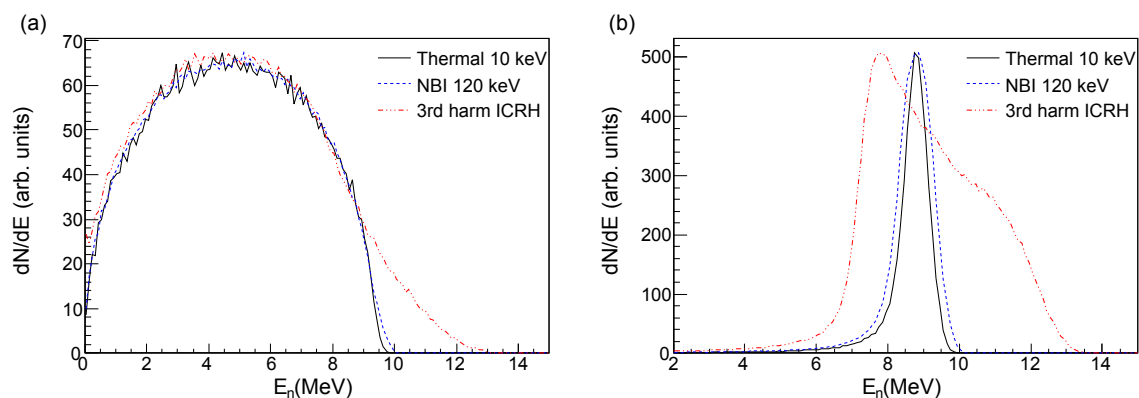 (a)
dN/dE (arb. units)
70
60
50
40
30
20
10
0
0 2 4 6 8 10 12 14
E_n(MeV)
Thermal 10 keV
NBI 120 keV
3rd harm ICRH
(b)
dN/dE (arb. units)
500
400
300
200
100
0
2 4 6 8 10 12 14
E_n(MeV)
Thermal 10 keV
NBI 120 keV
3rd harm ICRH